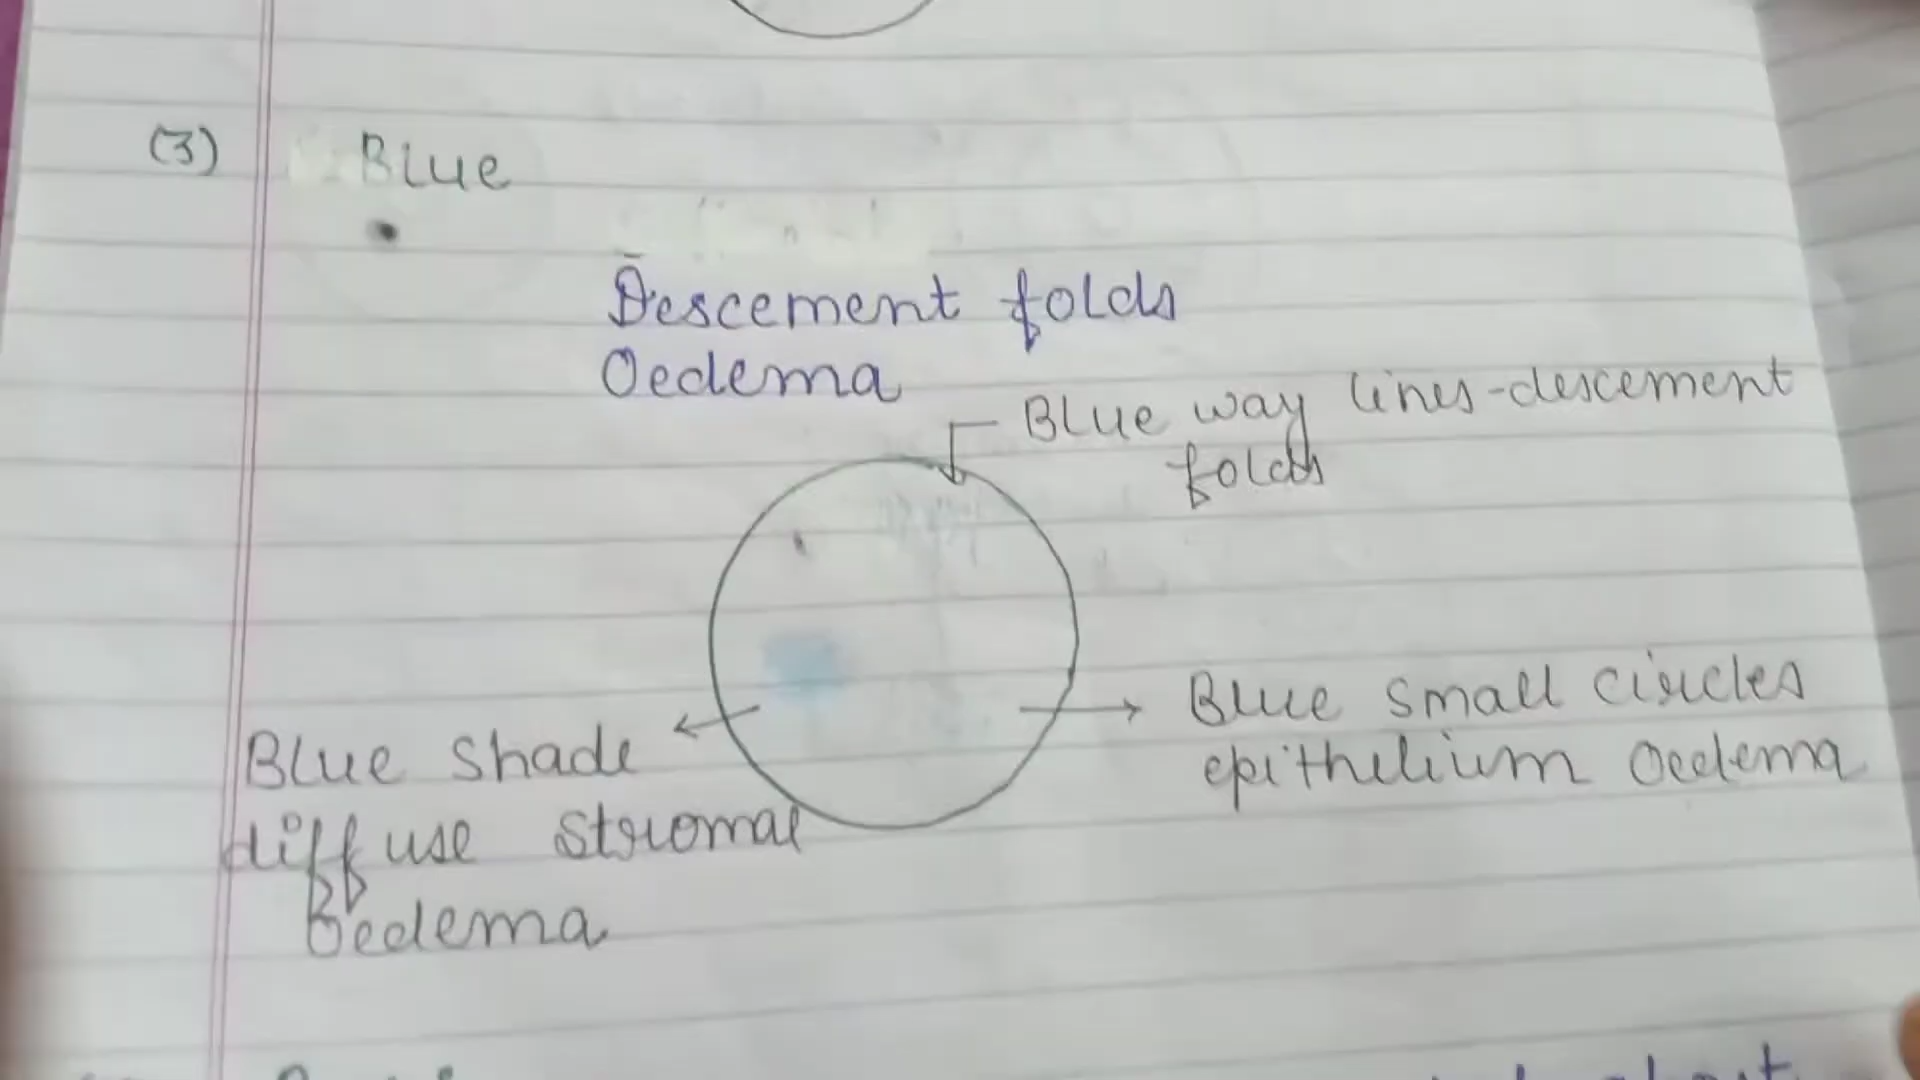 (3) Blue
Descement folds
Oedema
Blue way lines-descement
folds
Blue small circles
epithelium Oedema
Blue shade
diffuse stromal
Oedema